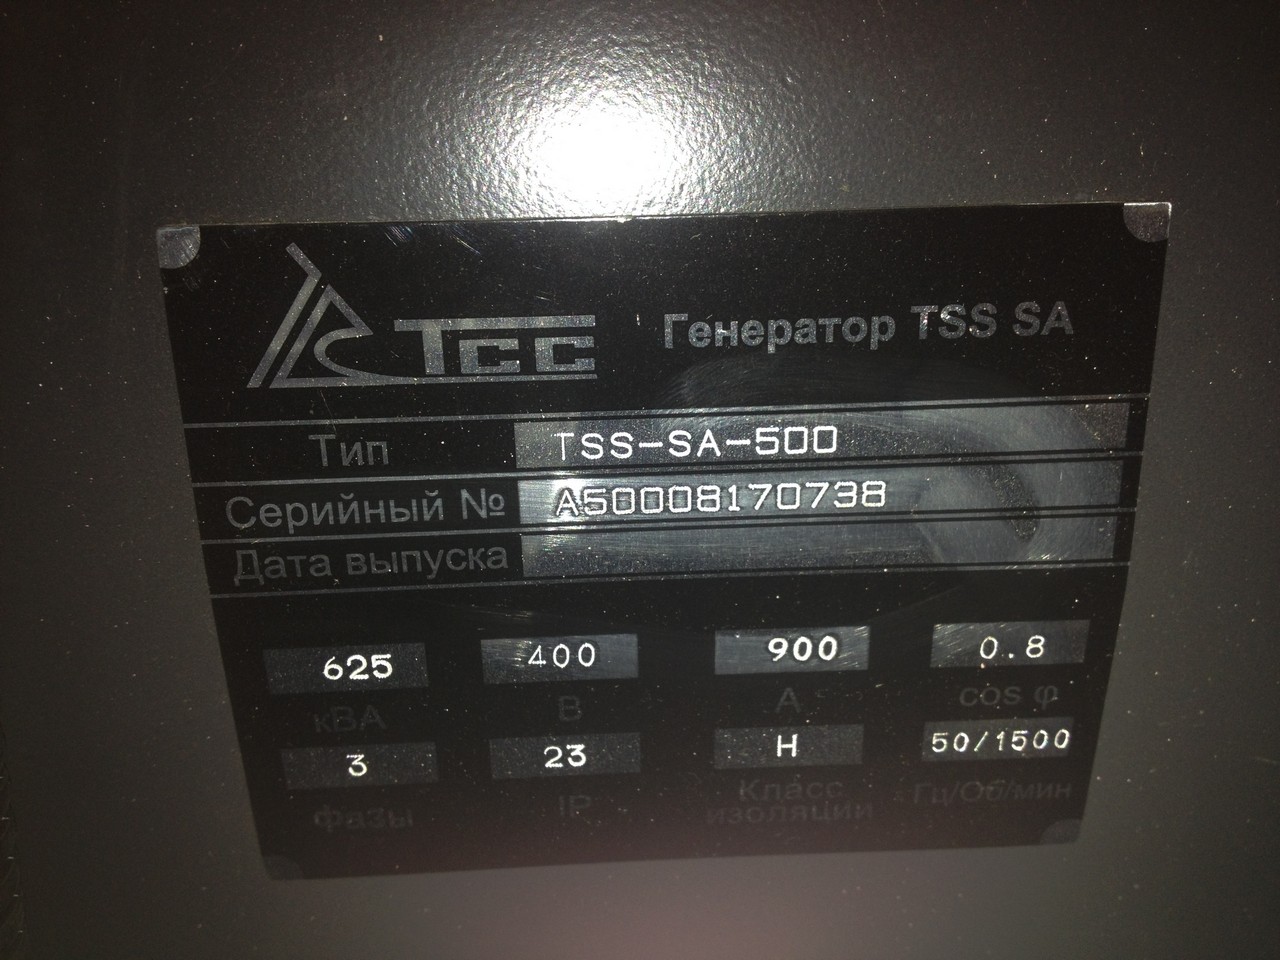 ТСС Генератор TSS SA
Тип TSS-SA-500
Серийный № A50008170738
Дата выпуска
625 400 900 0.8
кВА В А cos φ
3 23 H 50/1500
фазы IP Класс изоляции Гц/Об/мин